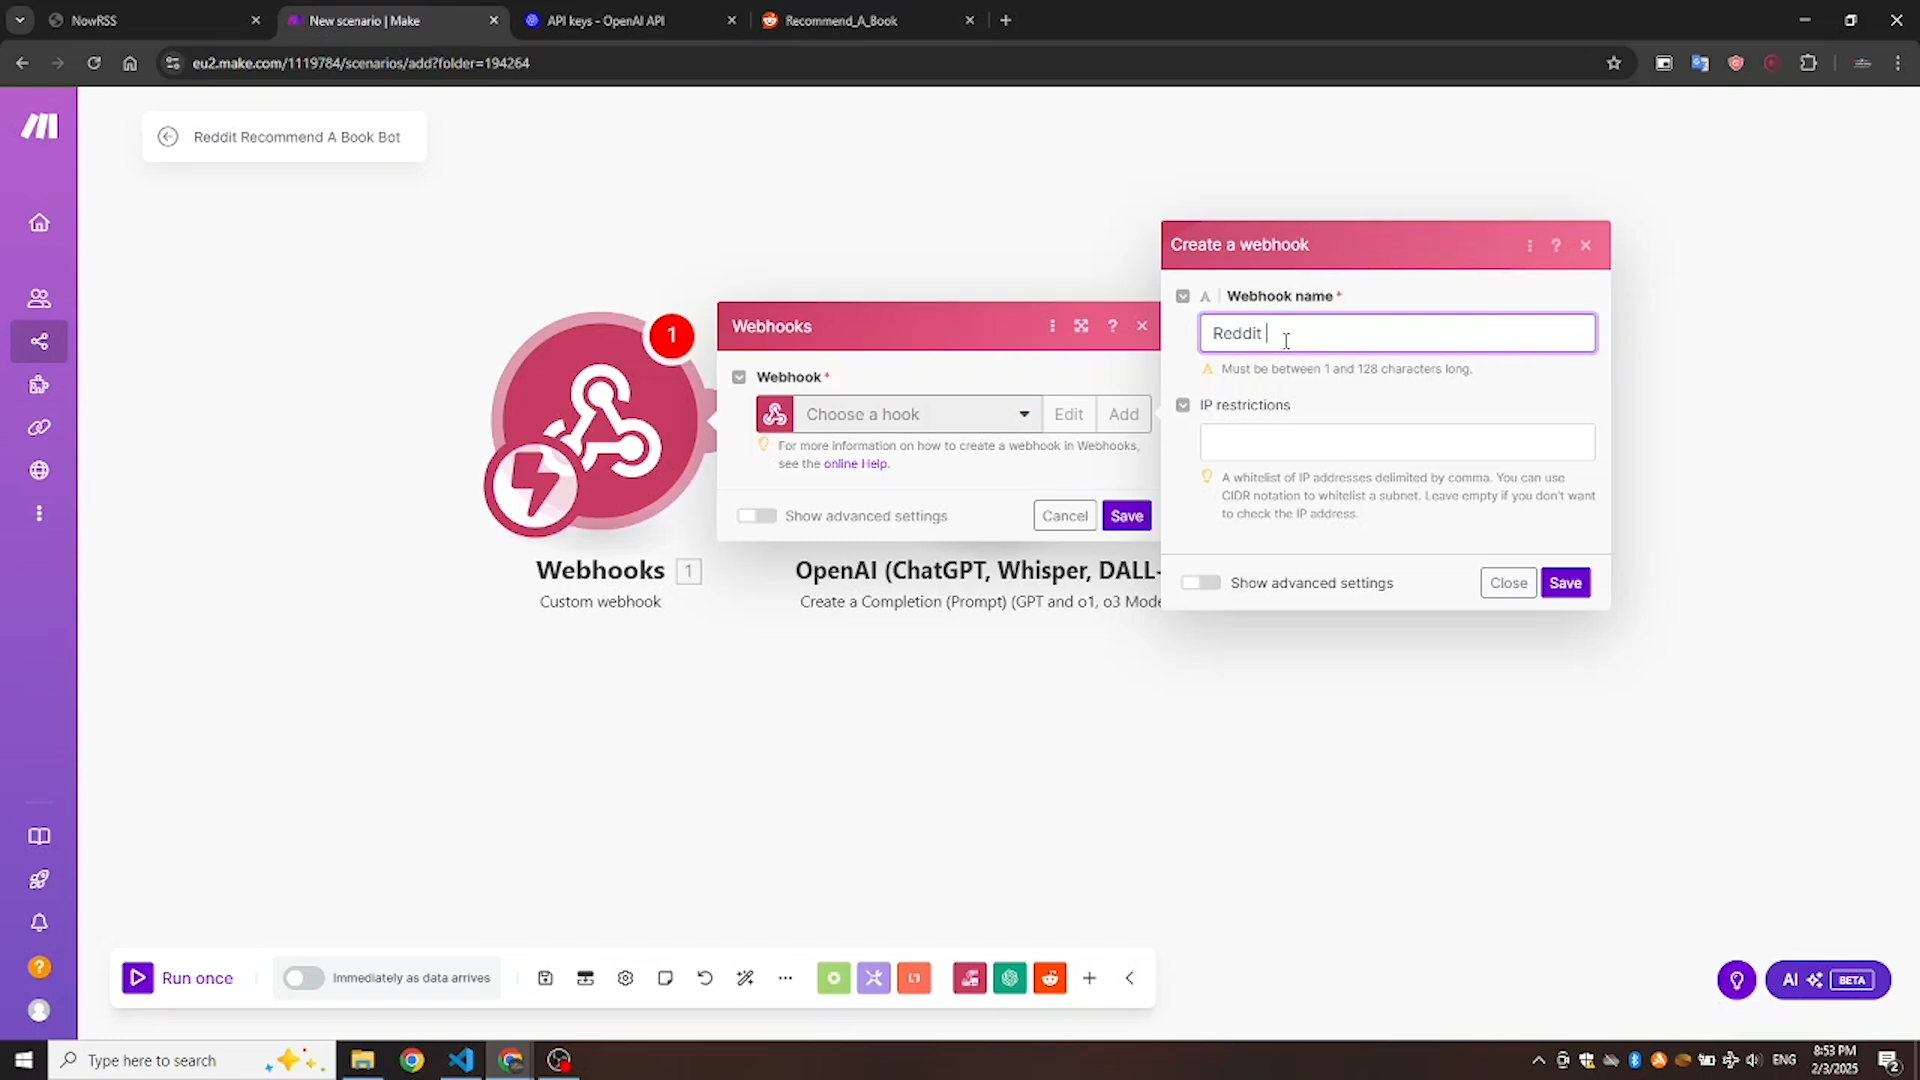 NowRSS
New scenario | Make
API keys - OpenAI API
Recommend_A_Book
eu2.make.com/1119784/scenarios/add?folder=194264
Reddit Recommend A Book Bot
Create a webhook
Webhook name *
Reddit
Must be between 1 and 128 characters long.
IP restrictions
A whitelist of IP addresses delimited by comma. You can use
CIDR notation to whitelist a subnet. Leave empty if you don't want
to check the IP address.
Show advanced settings
Close
Save
1
Webhooks
Webhook *
Choose a hook
Edit
Add
For more information on how to create a webhook in Webhooks,
see the online Help.
Show advanced settings
Cancel
Save
Webhooks 1
Custom webhook
OpenAI (ChatGPT, Whisper, DALL-
Create a Completion (Prompt) (GPT and o1, o3 Mode
Run once
Immediately as data arrives
AI BETA
Type here to search
ENG
8:53 PM
2/3/2025
2